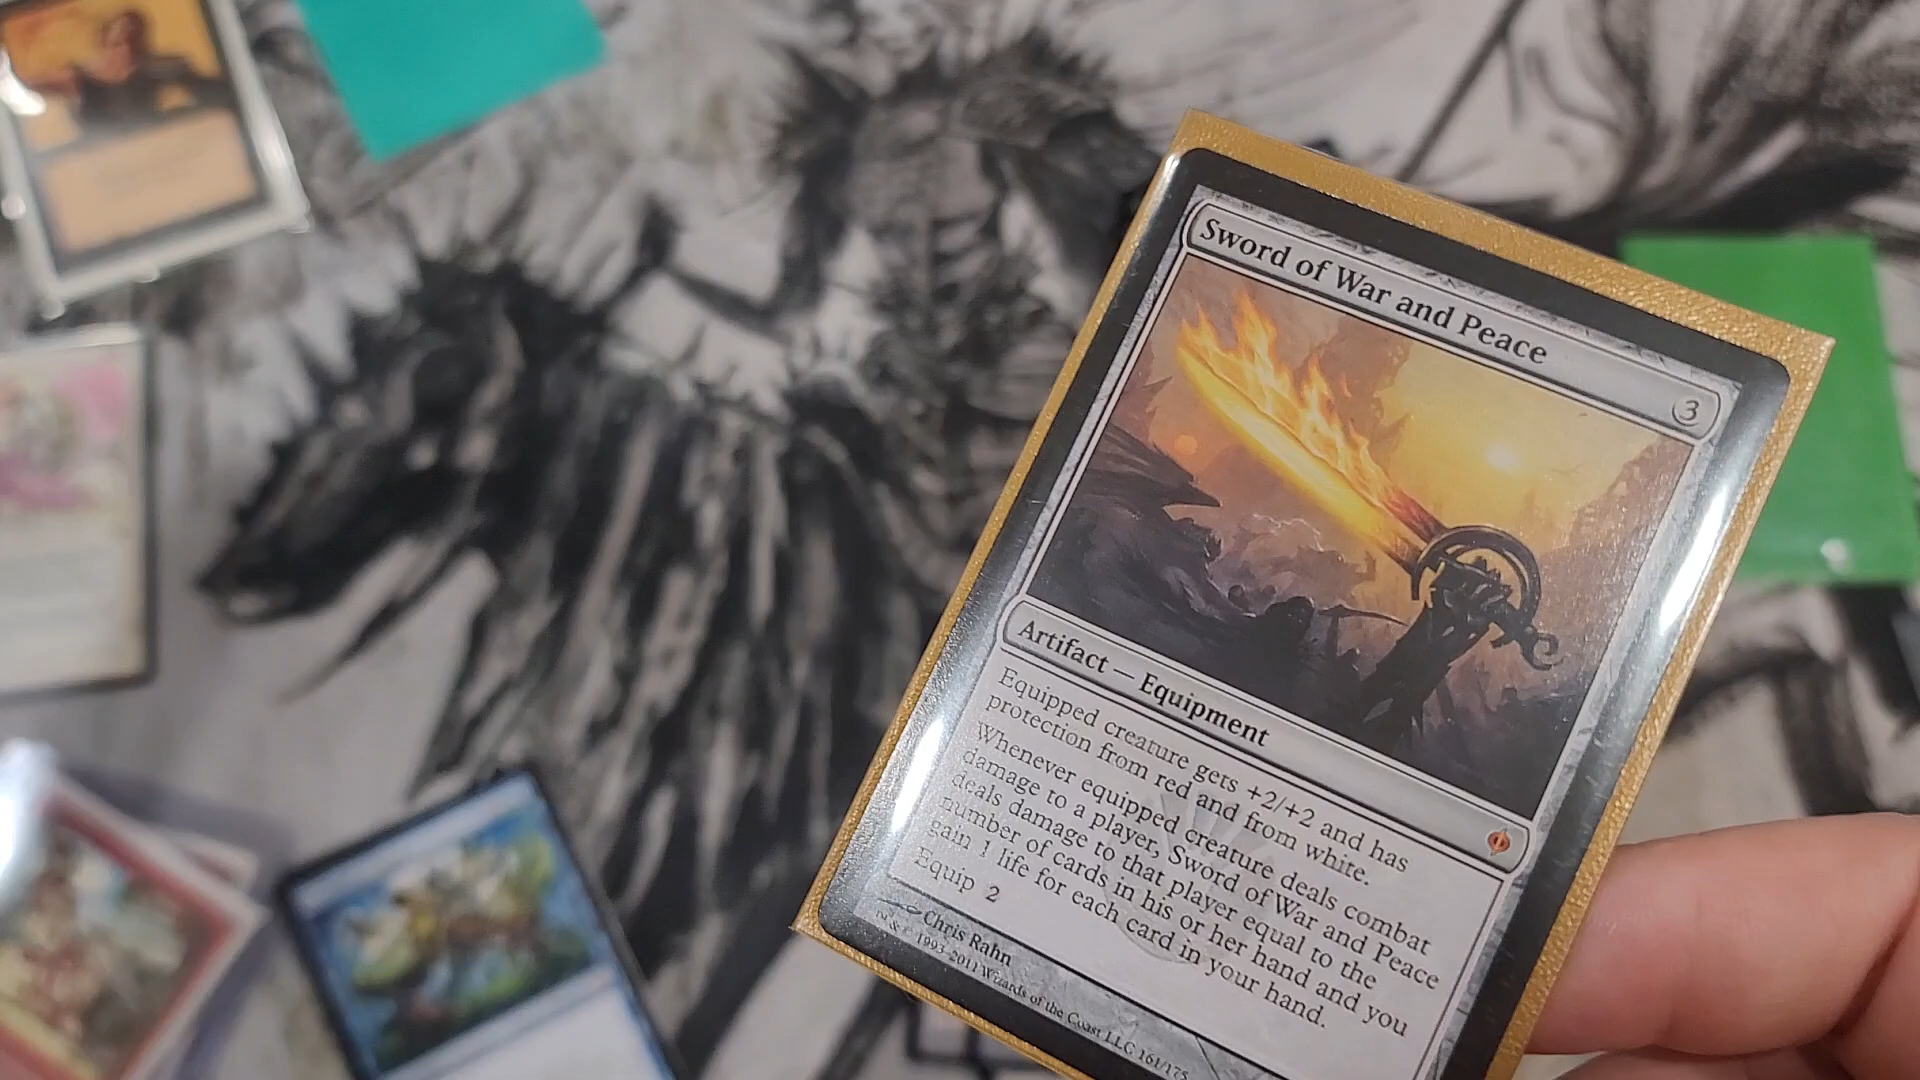 Sword of War and Peace
3
Artifact — Equipment
Equipped creature gets +2/+2 and has
protection from red and from white.
Whenever equipped creature deals combat
damage to a player, Sword of War and Peace
deals damage to that player equal to the
number of cards in his or her hand and you
gain 1 life for each card in your hand.
Equip 2
Chris Rahn
& © 1993–2011 Wizards of the Coast LLC 161/175